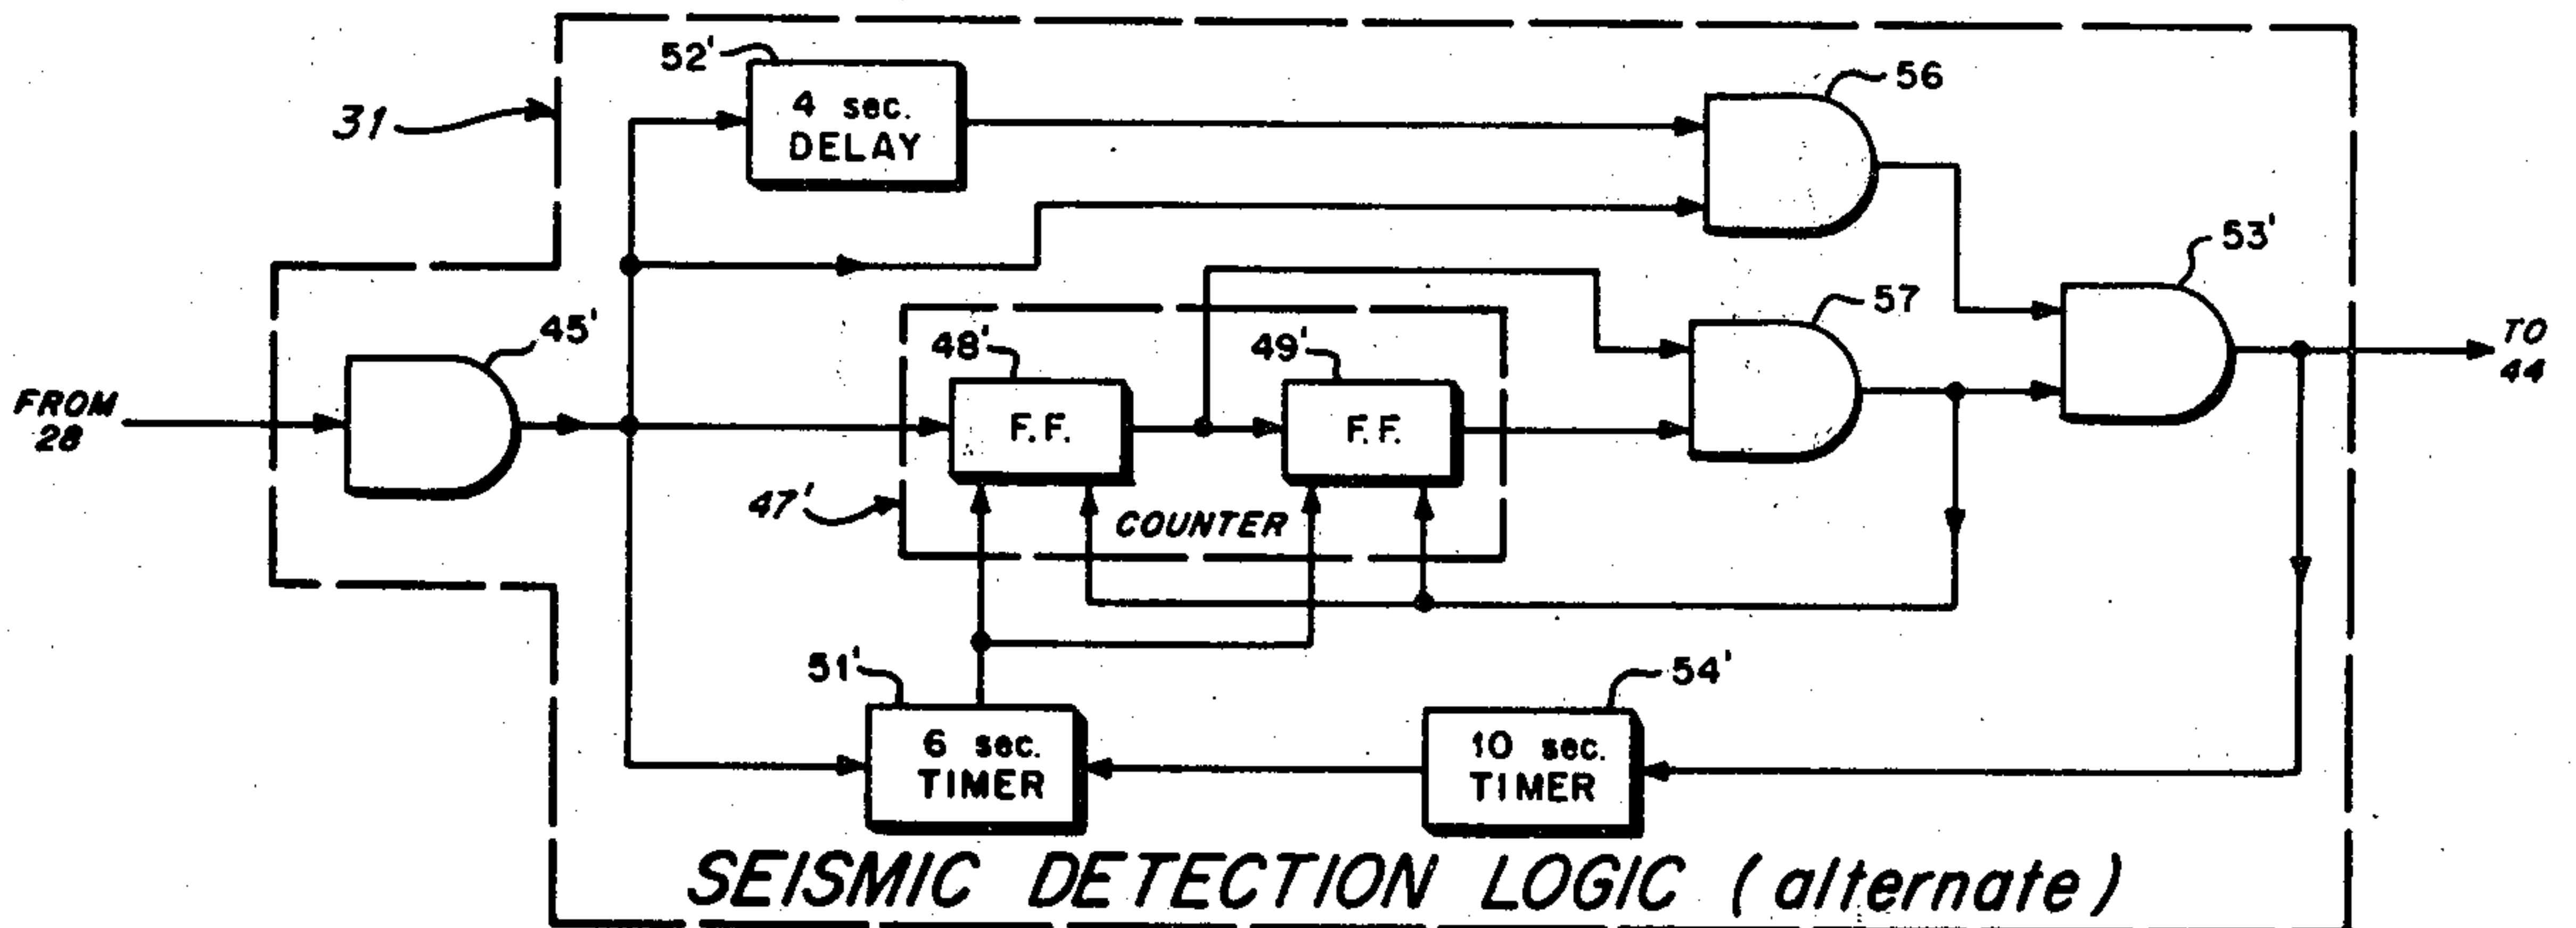 52'
4 sec.
DELAY
56
31
53'
45'
48'
49'
57
FROM
28
F.F.
F.F.
TO
44
47'
COUNTER
51'
54'
6 sec.
TIMER
10 sec.
TIMER
SEISMIC DETECTION LOGIC (alternate)